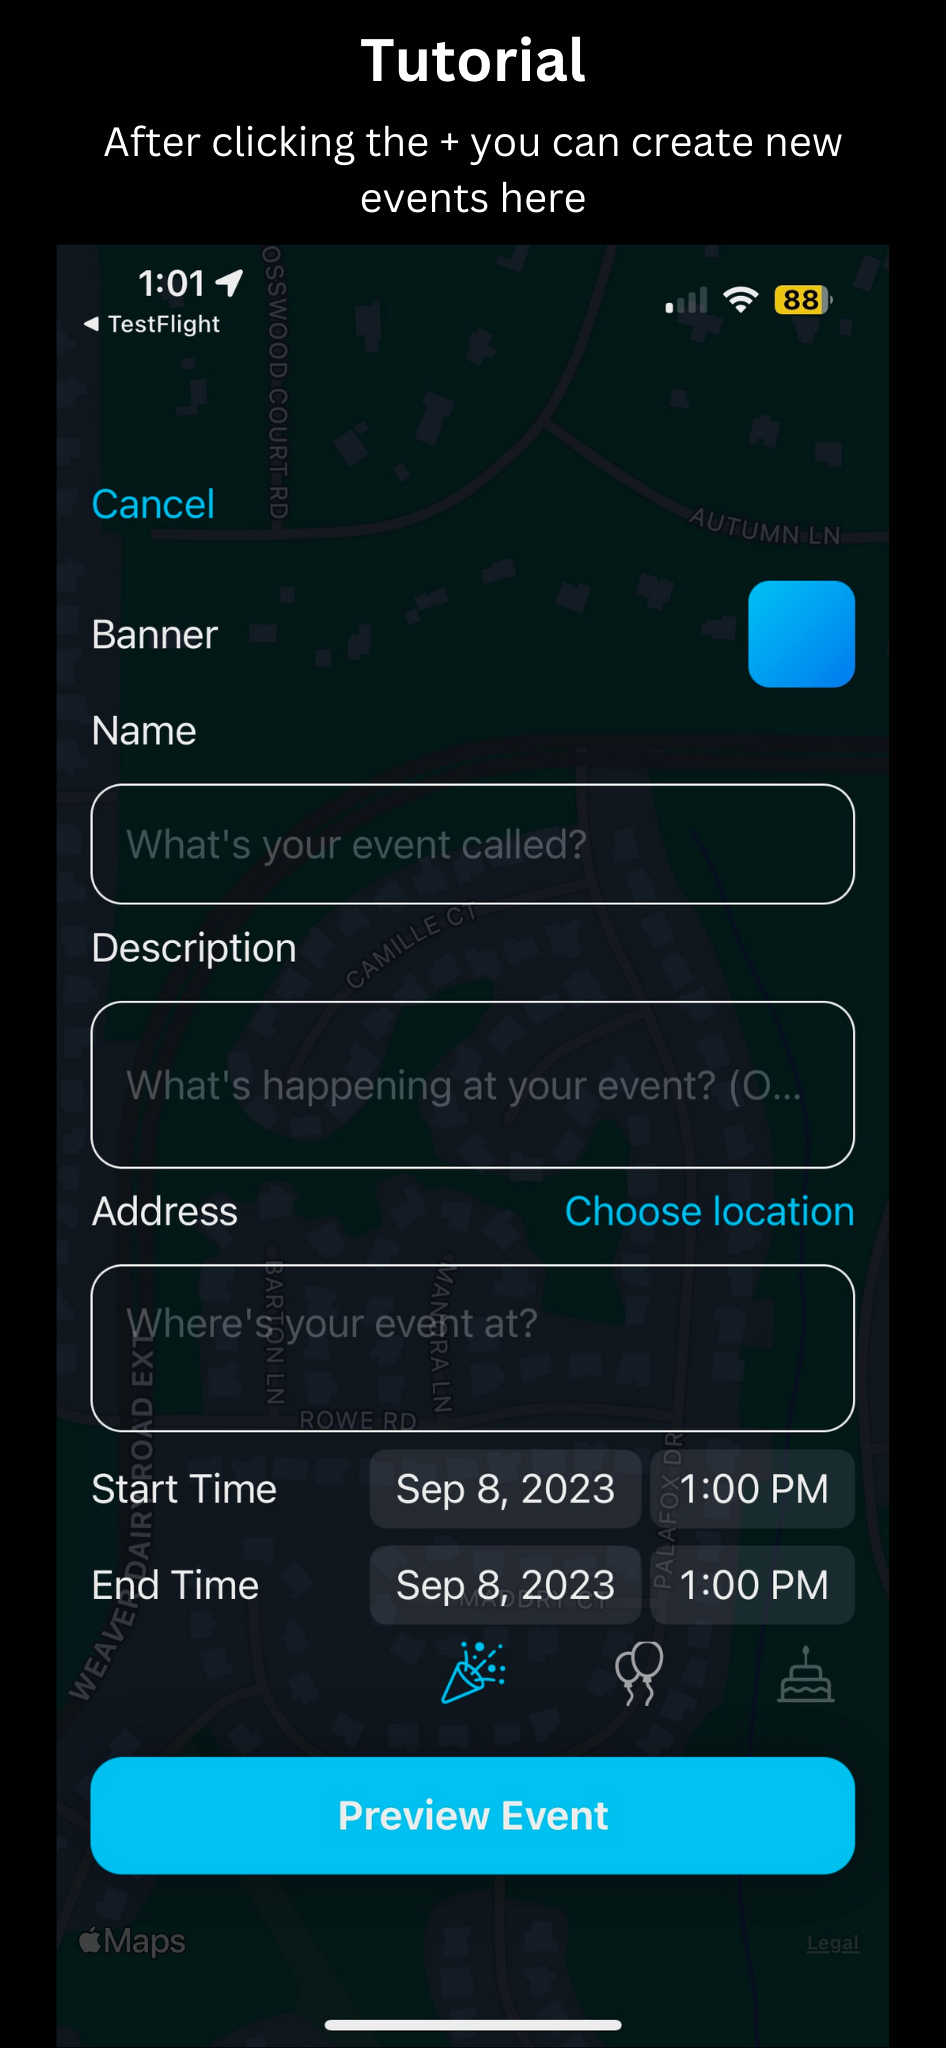 Tutorial
After clicking the + you can create new
events here
1:01
88
◀ TestFlight
OSSWOOD COURT RD
Cancel
AUTUMN LN
Banner
Name
What's your event called?
CAMILLE CT
Description
What's happening at your event? (O...
Address
Choose location
Where's your event at?
BARTON LN
MANORA LN
ROWE RD
WEAVER DAIRY ROAD EXT
PALAFOX DR
Start Time
Sep 8, 2023
1:00 PM
End Time
Sep 8, 2023
1:00 PM
MADDRY CT
Preview Event
Maps
Legal